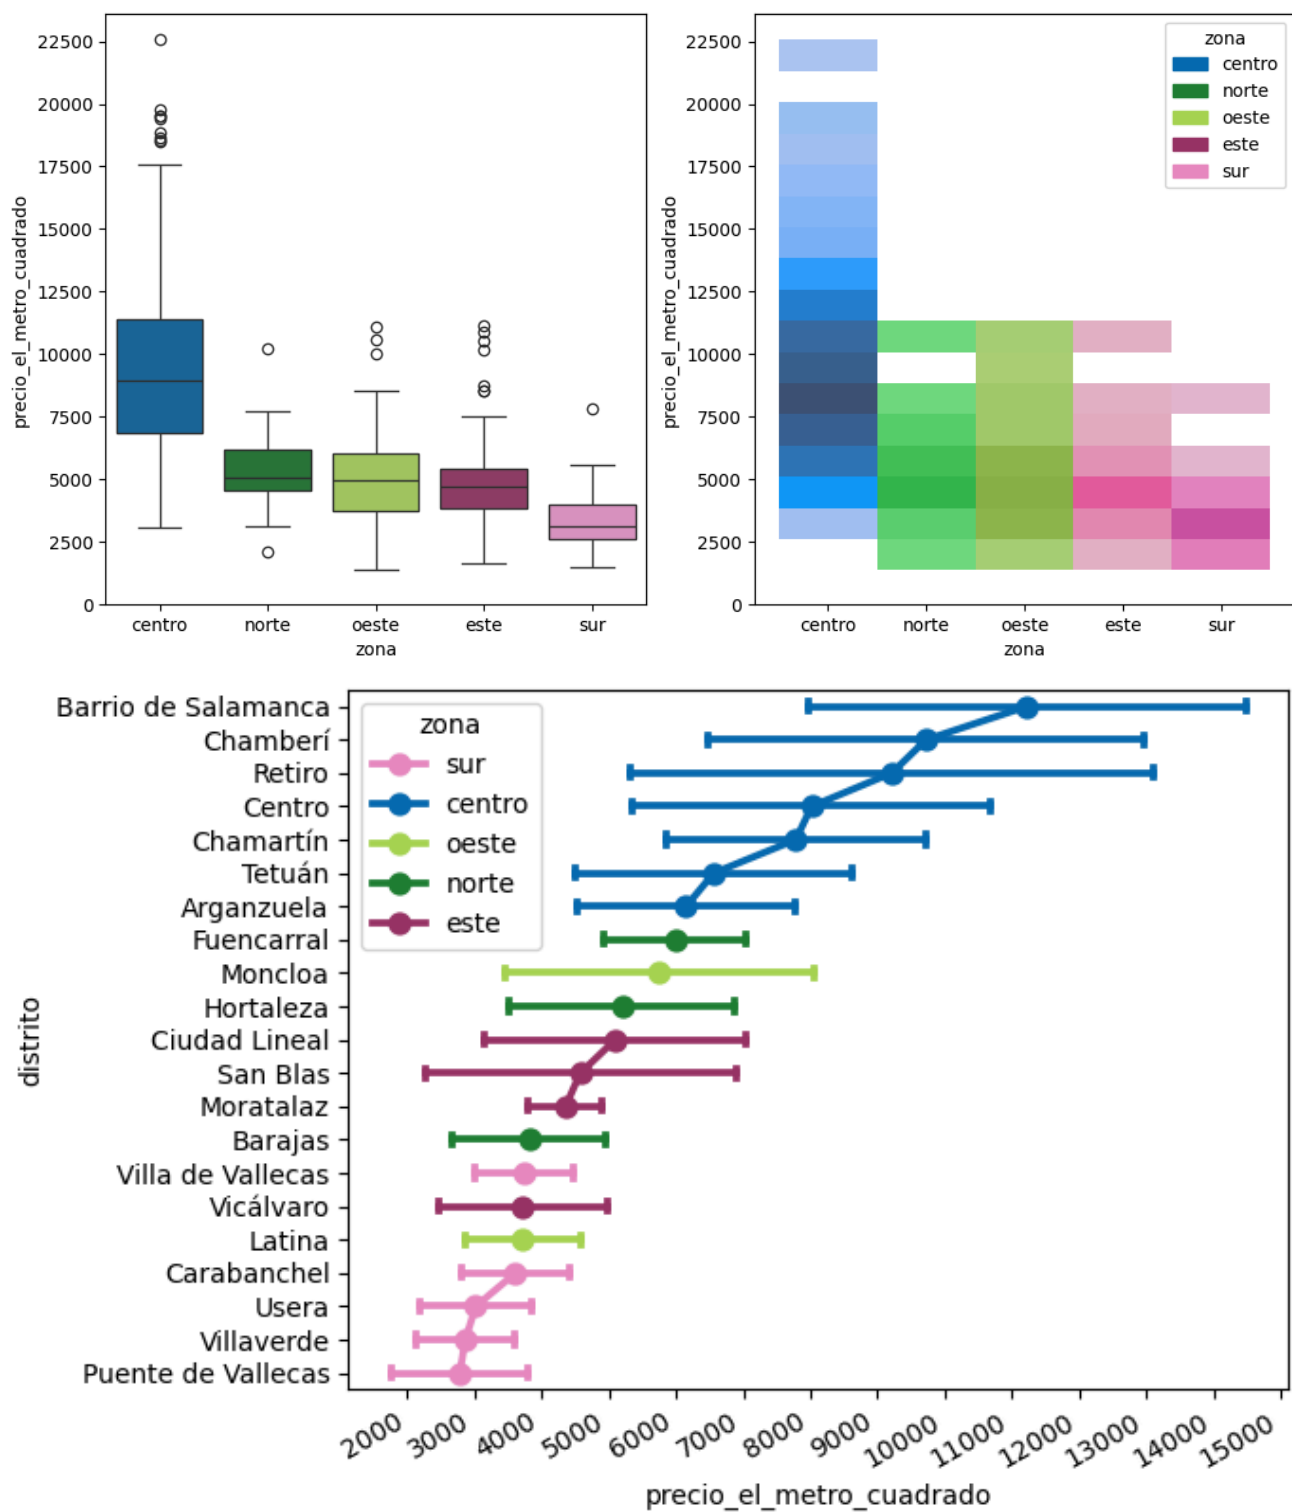 22500
20000
17500
15000
12500
10000
7500
5000
2500
0
precio_el_metro_cuadrado
centro
norte
oeste
este
sur
zona
22500
20000
17500
15000
12500
10000
7500
5000
2500
0
precio_el_metro_cuadrado
zona
centro
norte
oeste
este
sur
centro
norte
oeste
este
sur
zona
distrito
Barrio de Salamanca
Chamberí
Retiro
Centro
Chamartín
Tetuán
Arganzuela
Fuencarral
Moncloa
Hortaleza
Ciudad Lineal
San Blas
Moratalaz
Barajas
Villa de Vallecas
Vicálvaro
Latina
Carabanchel
Usera
Villaverde
Puente de Vallecas
zona
sur
centro
oeste
norte
este
2000
3000
4000
5000
6000
7000
8000
9000
10000
11000
12000
13000
14000
15000
precio_el_metro_cuadrado